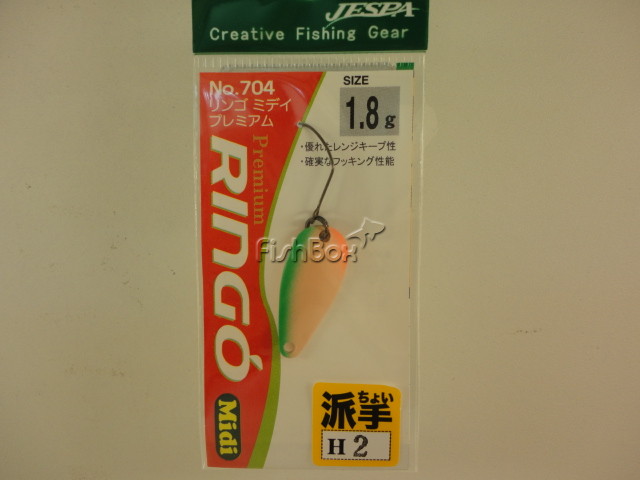 JESPA
Creative Fishing Gear
No.704
リンゴ ミディ
プレミアム
SIZE
1.8g
・優れたレンジキープ性
・確実なフッキング性能
Premium
RINGO
Midi
FishBox
ちょい
派手
H 2